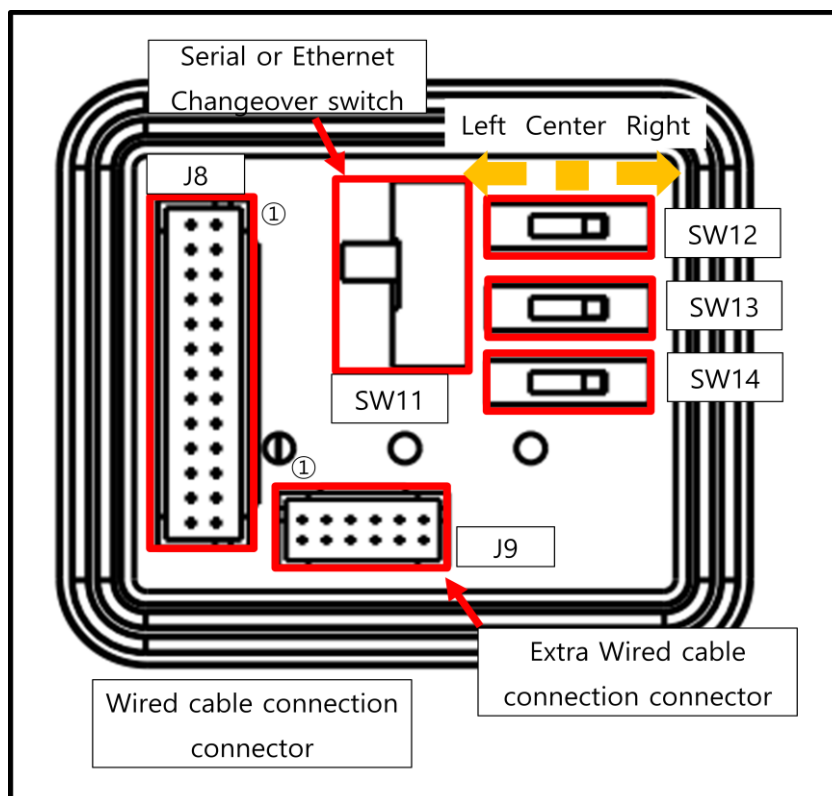 Serial or Ethernet
Changeover switch
Left Center Right
J8
①
SW12
SW13
SW14
SW11
①
J9
Extra Wired cable
connection connector
Wired cable connection
connector